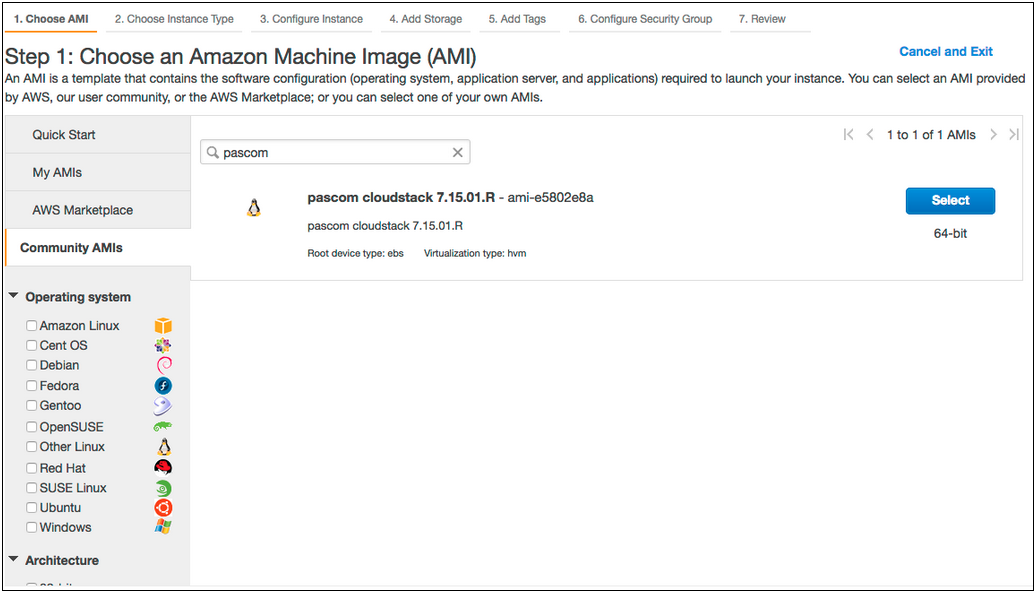 1. Choose AMI 2. Choose Instance Type 3. Configure Instance 4. Add Storage 5. Add Tags 6. Configure Security Group 7. Review
Step 1: Choose an Amazon Machine Image (AMI)
Cancel and Exit
An AMI is a template that contains the software configuration (operating system, application server, and applications) required to launch your instance. You can select an AMI provided
by AWS, our user community, or the AWS Marketplace; or you can select one of your own AMIs.
Quick Start
My AMIs
AWS Marketplace
Community AMIs
Operating system
Amazon Linux
Cent OS
Debian
Fedora
Gentoo
OpenSUSE
Other Linux
Red Hat
SUSE Linux
Ubuntu
Windows
Architecture
1 to 1 of 1 AMIs
pascom
pascom cloudstack 7.15.01.R - ami-e5802e8a
pascom cloudstack 7.15.01.R
Root device type: ebs Virtualization type: hvm
Select
64-bit